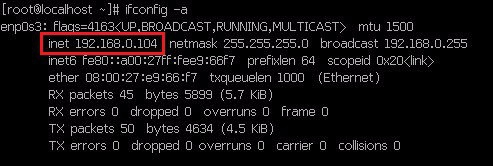 [root@localhost ~]# ifconfig -a
enp0s3: flags=4163<UP,BROADCAST,RUNNING,MULTICAST>  mtu 1500
inet 192.168.0.104  netmask 255.255.255.0  broadcast 192.168.0.255
inet6 fe80::a00:27ff:fee9:66f7  prefixlen 64  scopeid 0x20<link>
ether 08:00:27:e9:66:f7  txqueuelen 1000  (Ethernet)
RX packets 45  bytes 5899 (5.7 KiB)
RX errors 0  dropped 0  overruns 0  frame 0
TX packets 50  bytes 4634 (4.5 KiB)
TX errors 0  dropped 0 overruns 0  carrier 0  collisions 0